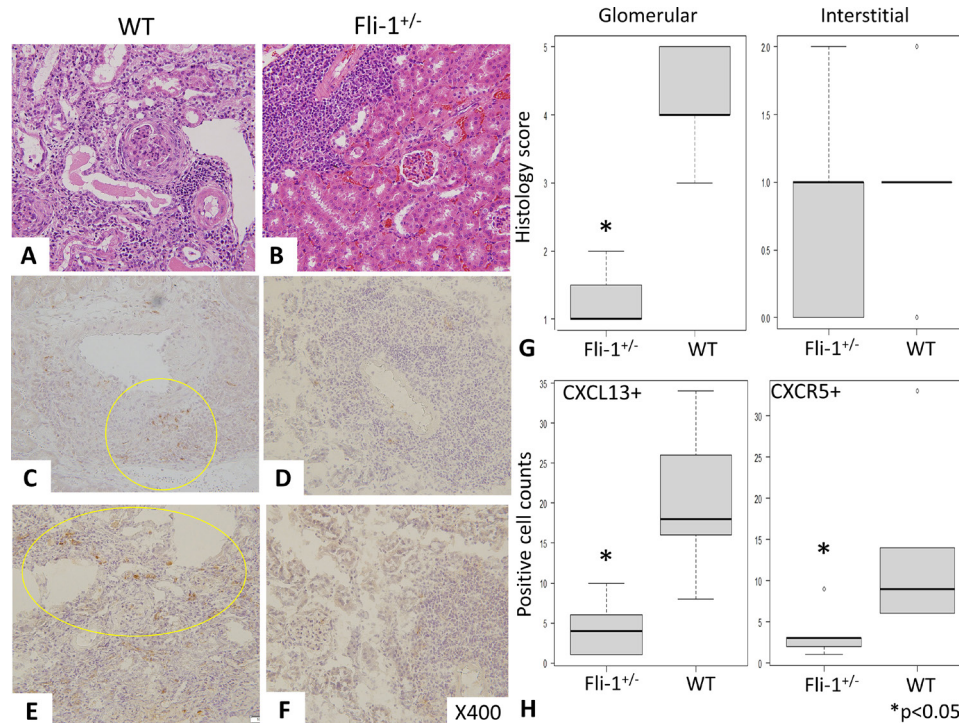 WT
Fli-1+/-
A
B
C
D
E
F
X400
Glomerular
Interstitial
Histology score
5
4
3
2
1
*
Fli-1+/-
WT
2.0
1.5
1.0
0.5
0.0
Fli-1+/-
WT
G
CXCL13+
Positive cell counts
35
30
25
20
15
10
5
0
*
Fli-1+/-
WT
CXCR5+
30
25
20
15
10
5
0
*
Fli-1+/-
WT
H
*p<0.05